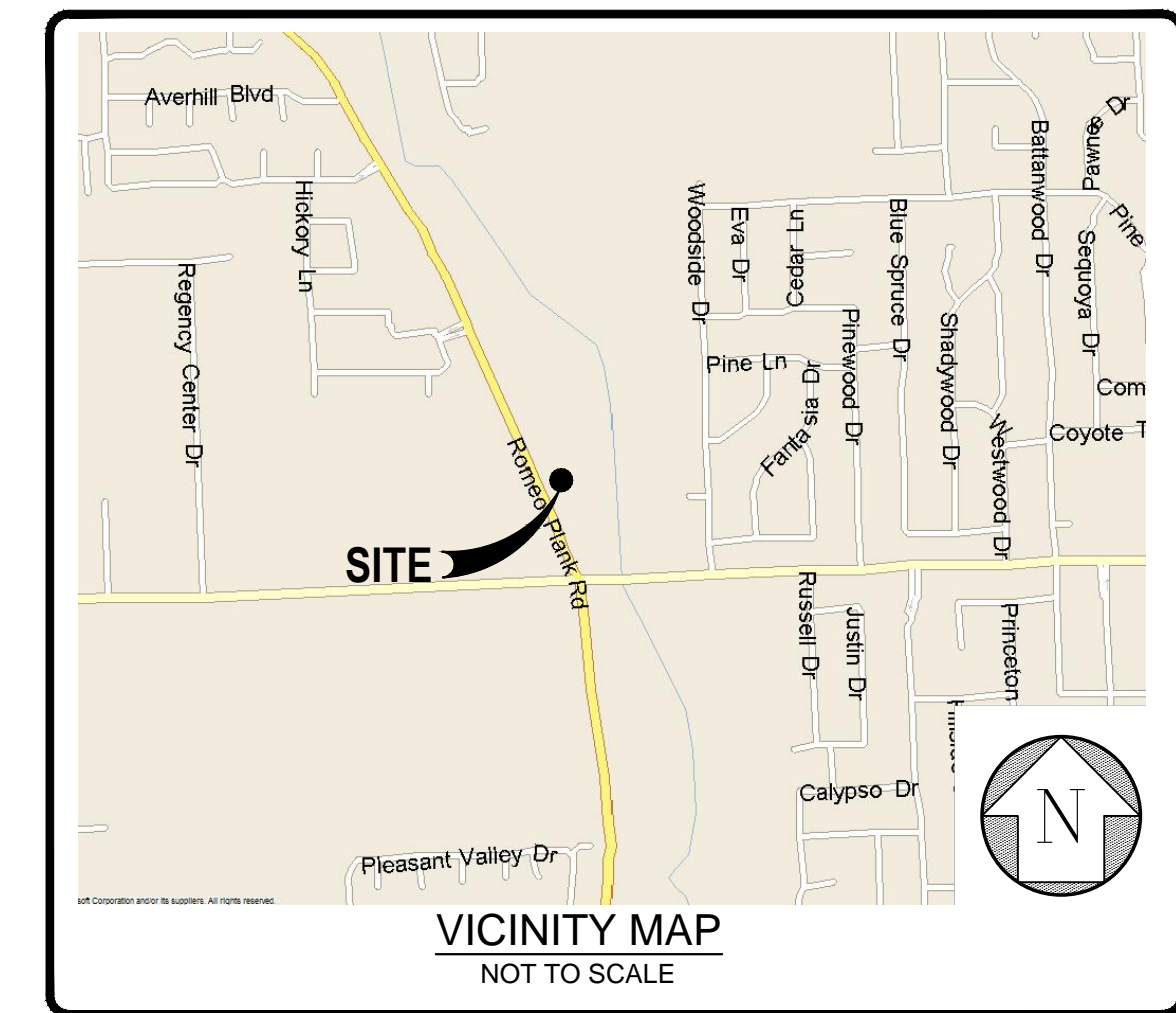 Averhill Blvd
Hickory Ln
Regency Center Dr
Romeo Plank Rd
SITE
Woodside Dr
Eva Dr
Cedar Ln
Blue Spruce Dr
Battanwood Dr
Pawnee Dr
Pine
Sequoya Dr
Pine Ln
Pinewood Dr
Shadywood Dr
Fantasia Dr
Westwood Dr
Com
Coyote T
Russell Dr
Justin Dr
Princeton
Calypso Dr
Pleasant Valley Dr
N
soft Corporation and/or its suppliers. All rights reserved.
VICINITY MAP
NOT TO SCALE